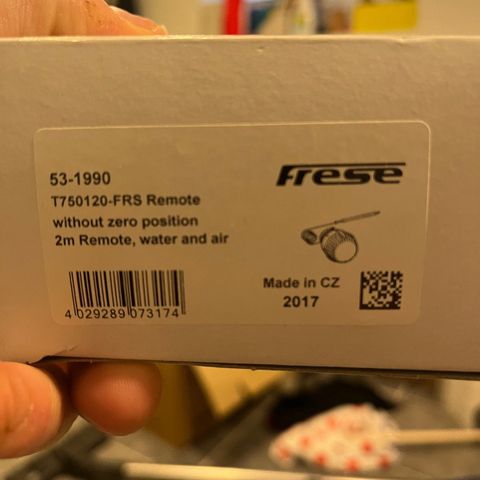 53-1990
T750120-FRS Remote
without zero position
2m Remote, water and air
4 029289 073174
Frese
Made in CZ
2017